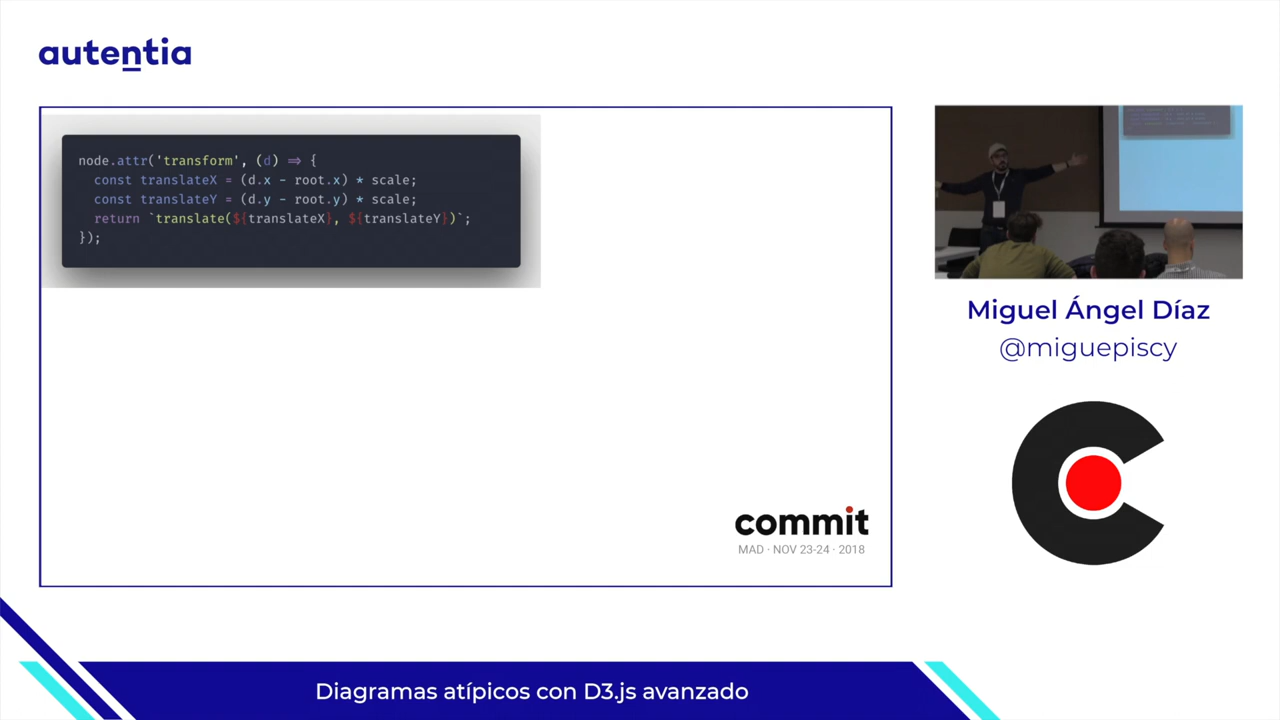 autentia
node.attr('transform', (d) => {
const translateX = (d.x - root.x) * scale;
const translateY = (d.y - root.y) * scale;
return `translate(${translateX}, ${translateY})`;
});
commit
MAD · NOV 23-24 · 2018
Miguel Ángel Díaz
@miguepiscy
Diagramas atípicos con D3.js avanzado